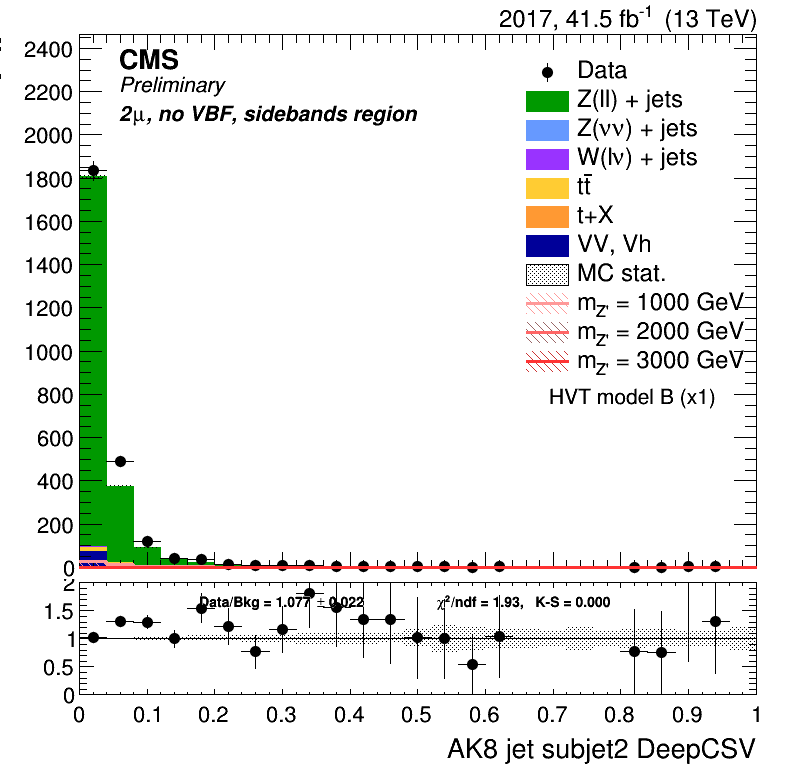 2017, 41.5 fb⁻¹ (13 TeV)
CMS
Preliminary
2μ, no VBF, sidebands region
Data
Z(ll) + jets
Z(νν) + jets
W(lν) + jets
tt̄
t+X
VV, Vh
MC stat.
m_Z' = 1000 GeV
m_Z' = 2000 GeV
m_Z' = 3000 GeV
HVT model B (x1)
2400
2200
2000
1800
1600
1400
1200
1000
800
600
400
200
0
Data/Bkg = 1.077 ± 0.022
χ²/ndf = 1.93, K-S = 0.000
2
1.5
1
0.5
0
0 0.1 0.2 0.3 0.4 0.5 0.6 0.7 0.8 0.9 1
AK8 jet subjet2 DeepCSV